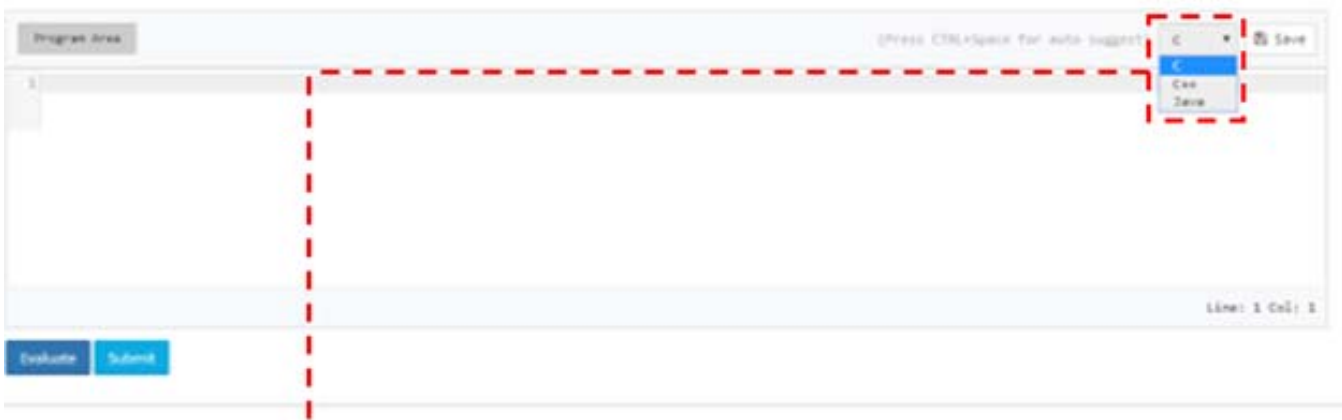 Program Area
(Press CTRL+Space for auto suggest)
C
Save
C
C++
Java
1
Line: 1 Col: 1
Evaluate
Submit